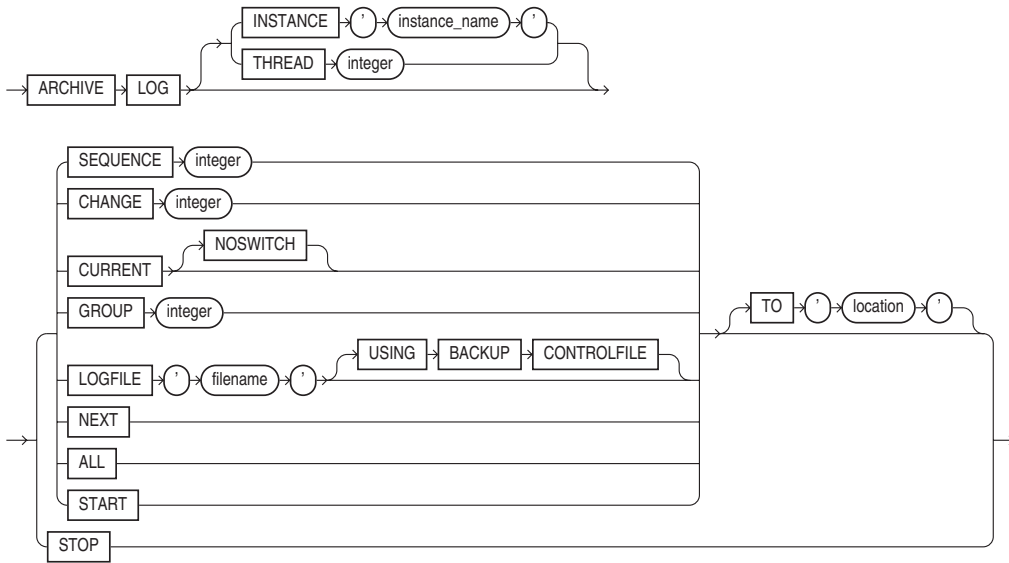 INSTANCE ' instance_name '
THREAD integer
ARCHIVE LOG
SEQUENCE integer
CHANGE integer
NOSWITCH
CURRENT
GROUP integer
TO ' location '
USING BACKUP CONTROLFILE
LOGFILE ' filename '
NEXT
ALL
START
STOP